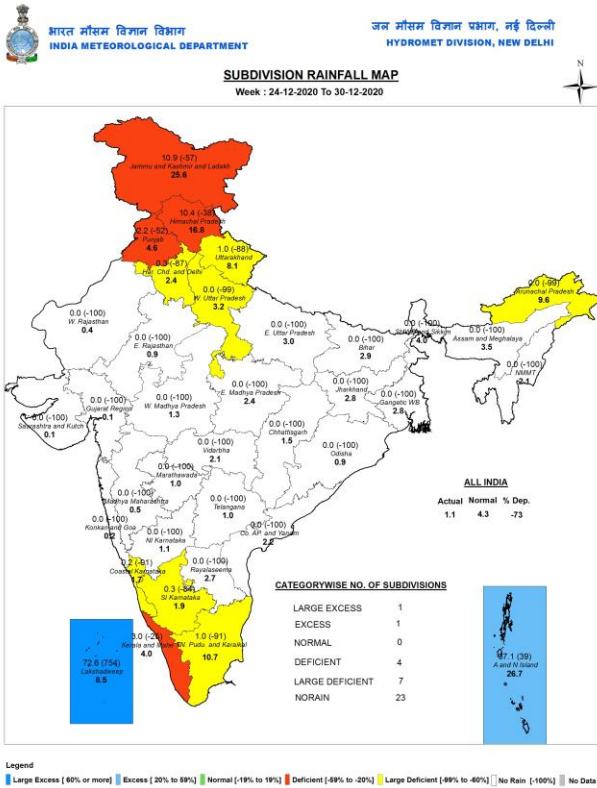 भारत मौसम विज्ञान विभाग
INDIA METEOROLOGICAL DEPARTMENT
जल मौसम विज्ञान प्रभाग, नई दिल्ली
HYDROMET DIVISION, NEW DELHI
SUBDIVISION RAINFALL MAP
Week : 24-12-2020 To 30-12-2020
N
10.9 (-57)
Jammu and Kashmir and Ladakh
25.6
10.4 (-38)
Himachal Pradesh
16.8
2.2 (-52)
Punjab
4.6
1.0 (-88)
Uttarakhand
8.1
0.3 (-87)
Har. Chd. and Delhi
2.4
0.0 (-99)
W. Uttar Pradesh
3.2
0.0 (-99)
Arunachal Pradesh
9.6
0.0 (-100)
W. Rajasthan
0.4
0.0 (-100)
E. Rajasthan
0.9
0.0 (-100)
E. Uttar Pradesh
3.0
0.0 (-100)
Bihar
2.9
0.0 (-100)
and Sikkim
4.0
0.0 (-100)
Assam and Meghalaya
3.5
0.0 (-100)
NMMT
2.1
0.0 (-100)
Saurashtra and Kutch
0.1
0.0 (-100)
Gujarat Region
0.1
0.0 (-100)
W. Madhya Pradesh
1.3
0.0 (-100)
E. Madhya Pradesh
2.4
0.0 (-100)
Jharkhand
2.8
0.0 (-100)
Gangetic WB
2.8
0.0 (-100)
Chhattisgarh
1.5
0.0 (-100)
Odisha
0.9
0.0 (-100)
Vidarbha
2.1
0.0 (-100)
Marathawada
1.0
0.0 (-100)
Madhya Maharashtra
0.5
0.0 (-100)
Telangana
1.0
0.0 (-100)
Konkan and Goa
0.2
0.0 (-100)
NI Karnataka
1.1
0.0 (-100)
Co. AP. and Yanam
2.2
0.0 (-100)
Rayalaseema
2.7
0.2 (-91)
Coastal Karnataka
1.7
0.3 (-84)
SI Karnataka
1.9
3.0 (-25)
Kerala and Mahe
4.0
1.0 (-91)
TN. Pudu. and Karaikal
10.7
72.6 (754)
Lakshadweep
8.5
37.1 (39)
A and N Island
26.7
ALL INDIA
Actual Normal % Dep.
1.1 4.3 -73
CATEGORYWISE NO. OF SUBDIVISIONS
LARGE EXCESS 1
EXCESS 1
NORMAL 0
DEFICIENT 4
LARGE DEFICIENT 7
NORAIN 23
Legend
Large Excess [ 60% or more] Excess [ 20% to 59%] Normal [-19% to 19%] Deficient [-59% to -20%] Large Deficient [-99% to -60%] No Rain [-100%] No Data